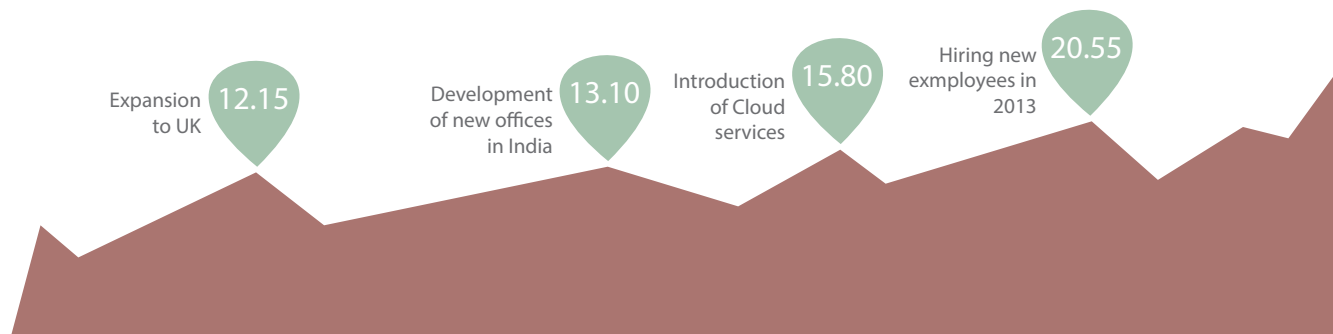 Expansion
to UK
12.15
Development
of new offices
in India
13.10
Introduction
of Cloud
services
15.80
Hiring new
exmployees in
2013
20.55